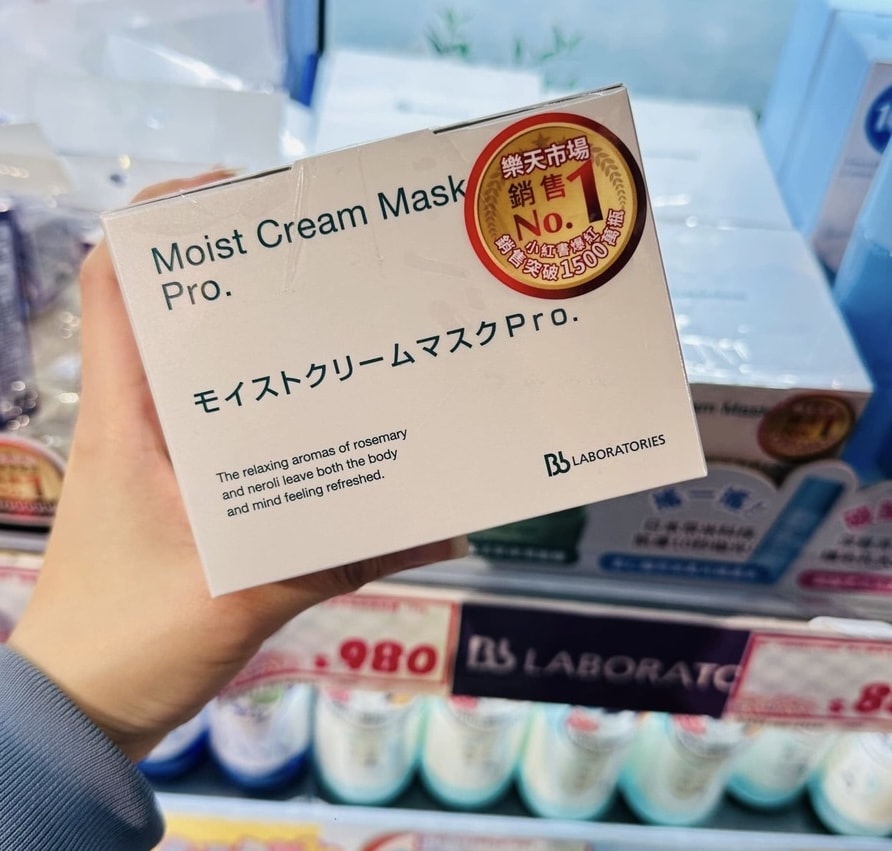 Moist Cream Mask
Pro.
樂天市場
銷售
No.1
小紅書爆紅
銷售突破1500萬瓶
モイストクリームマスクPro.
The relaxing aromas of rosemary
and neroli leave both the body
and mind feeling refreshed.
Bb LABORATORIES
980
Bb LABORATO